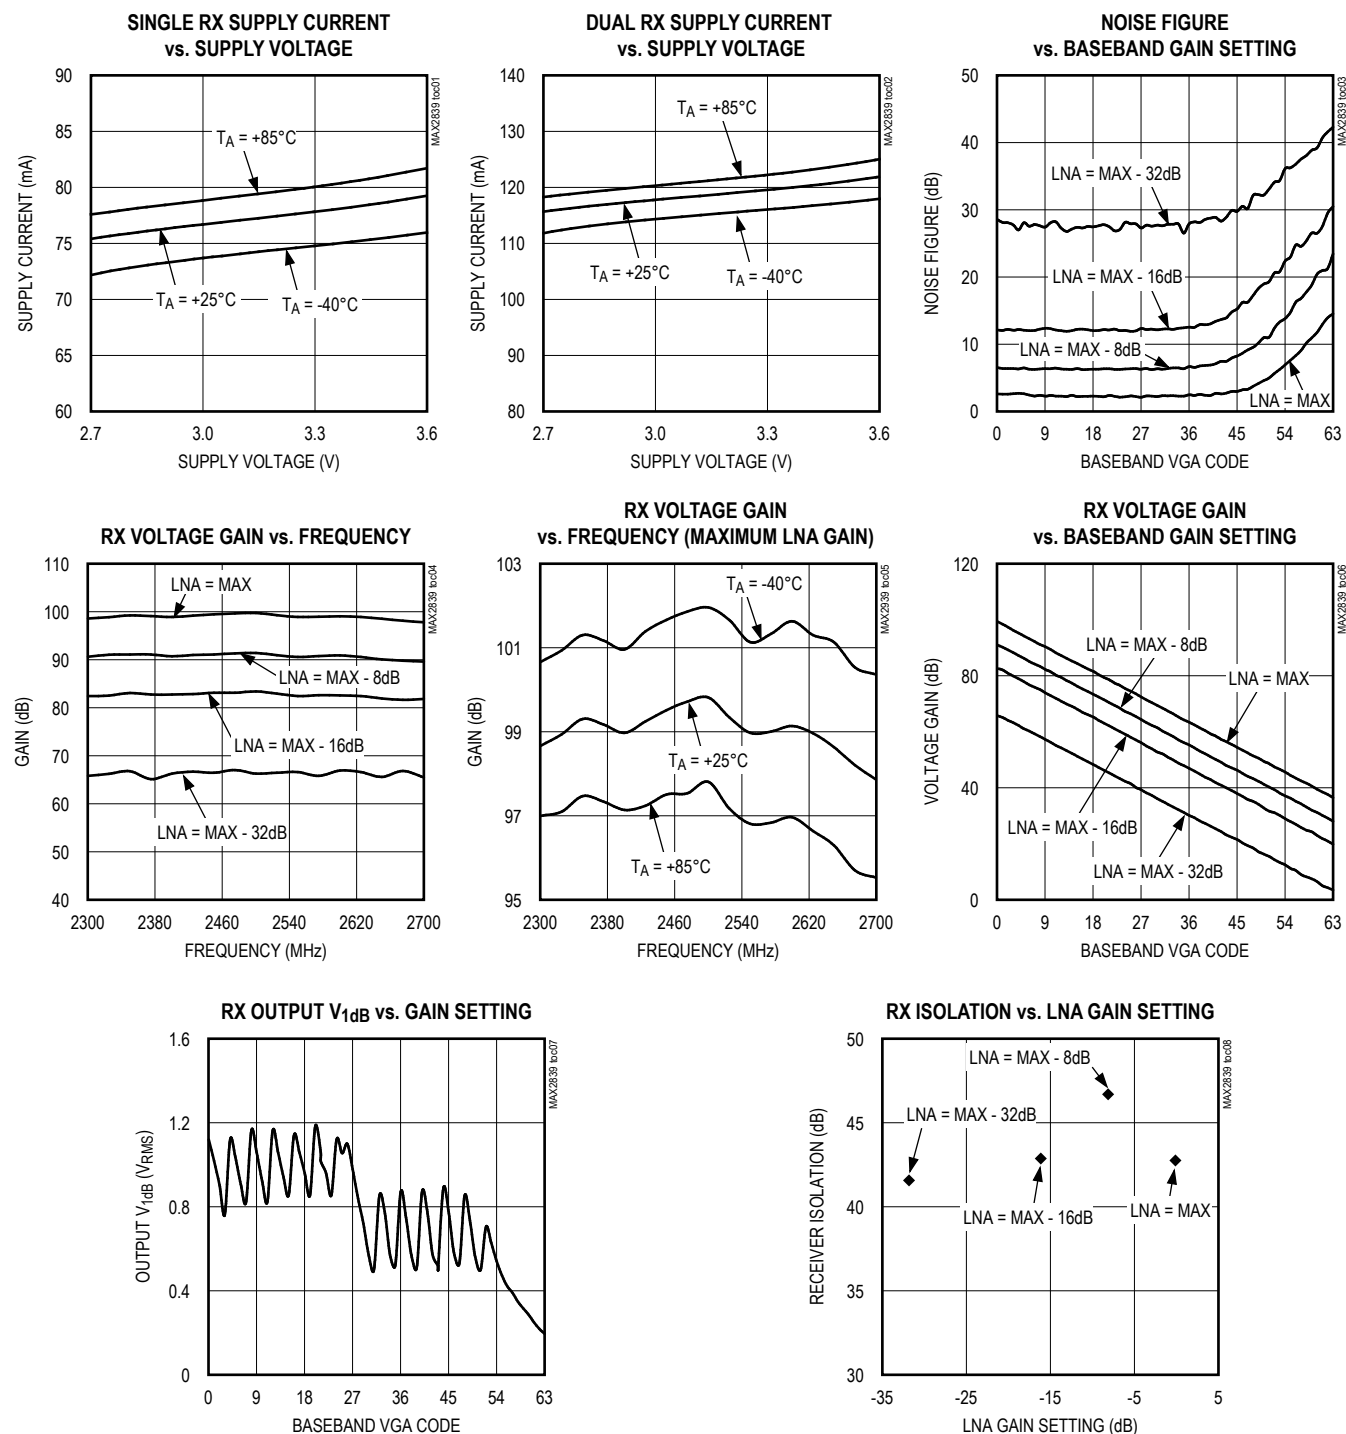 SINGLE RX SUPPLY CURRENT
vs. SUPPLY VOLTAGE
90
85
80
75
70
65
60
SUPPLY CURRENT (mA)
TA = +85°C
TA = +25°C
TA = -40°C
2.7
3.0
3.3
3.6
SUPPLY VOLTAGE (V)
MAX2839 toc01
DUAL RX SUPPLY CURRENT
vs. SUPPLY VOLTAGE
140
130
120
110
100
90
80
SUPPLY CURRENT (mA)
TA = +85°C
TA = +25°C
TA = -40°C
2.7
3.0
3.3
3.6
SUPPLY VOLTAGE (V)
MAX2839 toc02
NOISE FIGURE
vs. BASEBAND GAIN SETTING
50
40
30
20
10
0
NOISE FIGURE (dB)
LNA = MAX - 32dB
LNA = MAX - 16dB
LNA = MAX - 8dB
LNA = MAX
0
9
18
27
36
45
54
63
BASEBAND VGA CODE
MAX2839 toc03
RX VOLTAGE GAIN vs. FREQUENCY
110
100
90
80
70
60
50
40
GAIN (dB)
LNA = MAX
LNA = MAX - 8dB
LNA = MAX - 16dB
LNA = MAX - 32dB
2300
2380
2460
2540
2620
2700
FREQUENCY (MHz)
MAX2839 toc04
RX VOLTAGE GAIN
vs. FREQUENCY (MAXIMUM LNA GAIN)
103
101
99
97
95
GAIN (dB)
TA = -40°C
TA = +25°C
TA = +85°C
2300
2380
2460
2540
2620
2700
FREQUENCY (MHz)
MAX2939 toc05
RX VOLTAGE GAIN
vs. BASEBAND GAIN SETTING
120
80
40
0
VOLTAGE GAIN (dB)
LNA = MAX - 8dB
LNA = MAX
LNA = MAX - 16dB
LNA = MAX - 32dB
0
9
18
27
36
45
54
63
BASEBAND VGA CODE
MAX2839 toc06
RX OUTPUT V1dB vs. GAIN SETTING
1.6
1.2
0.8
0.4
0
OUTPUT V1dB (VRMS)
0
9
18
27
36
45
54
63
BASEBAND VGA CODE
MAX2839 toc07
RX ISOLATION vs. LNA GAIN SETTING
50
45
40
35
30
RECEIVER ISOLATION (dB)
LNA = MAX - 8dB
LNA = MAX - 32dB
LNA = MAX - 16dB
LNA = MAX
-35
-25
-15
-5
5
LNA GAIN SETTING (dB)
MAX2839 toc08